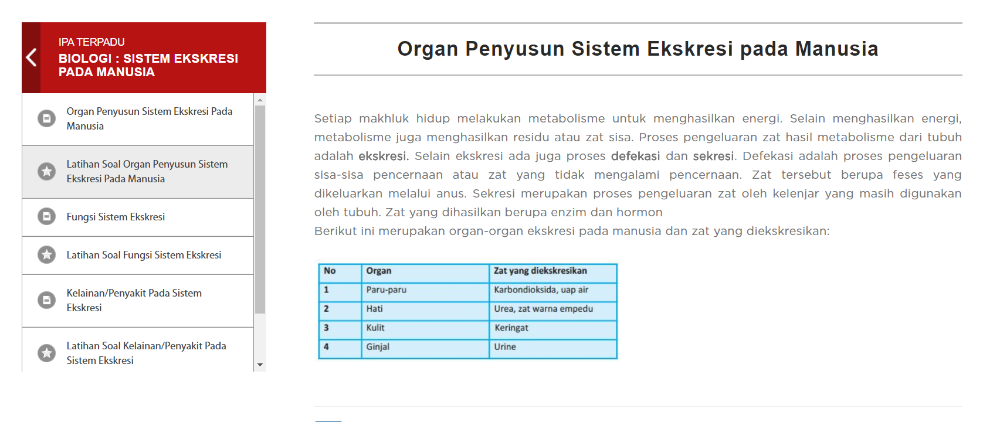 IPA TERPADU
BIOLOGI : SISTEM EKSKRESI
PADA MANUSIA
Organ Penyusun Sistem Ekskresi Pada
Manusia
Latihan Soal Organ Penyusun Sistem
Ekskresi Pada Manusia
Fungsi Sistem Ekskresi
Latihan Soal Fungsi Sistem Ekskresi
Kelainan/Penyakit Pada Sistem
Ekskresi
Latihan Soal Kelainan/Penyakit Pada
Sistem Ekskresi
Organ Penyusun Sistem Ekskresi pada Manusia
Setiap makhluk hidup melakukan metabolisme untuk menghasilkan energi. Selain menghasilkan energi,
metabolisme juga menghasilkan residu atau zat sisa. Proses pengeluaran zat hasil metabolisme dari tubuh
adalah ekskresi. Selain ekskresi ada juga proses defekasi dan sekresi. Defekasi adalah proses pengeluaran
sisa-sisa pencernaan atau zat yang tidak mengalami pencernaan. Zat tersebut berupa feses yang
dikeluarkan melalui anus. Sekresi merupakan proses pengeluaran zat oleh kelenjar yang masih digunakan
oleh tubuh. Zat yang dihasilkan berupa enzim dan hormon
Berikut ini merupakan organ-organ ekskresi pada manusia dan zat yang diekskresikan:
No Organ Zat yang diekskresikan
1 Paru-paru Karbondioksida, uap air
2 Hati Urea, zat warna empedu
3 Kulit Keringat
4 Ginjal Urine